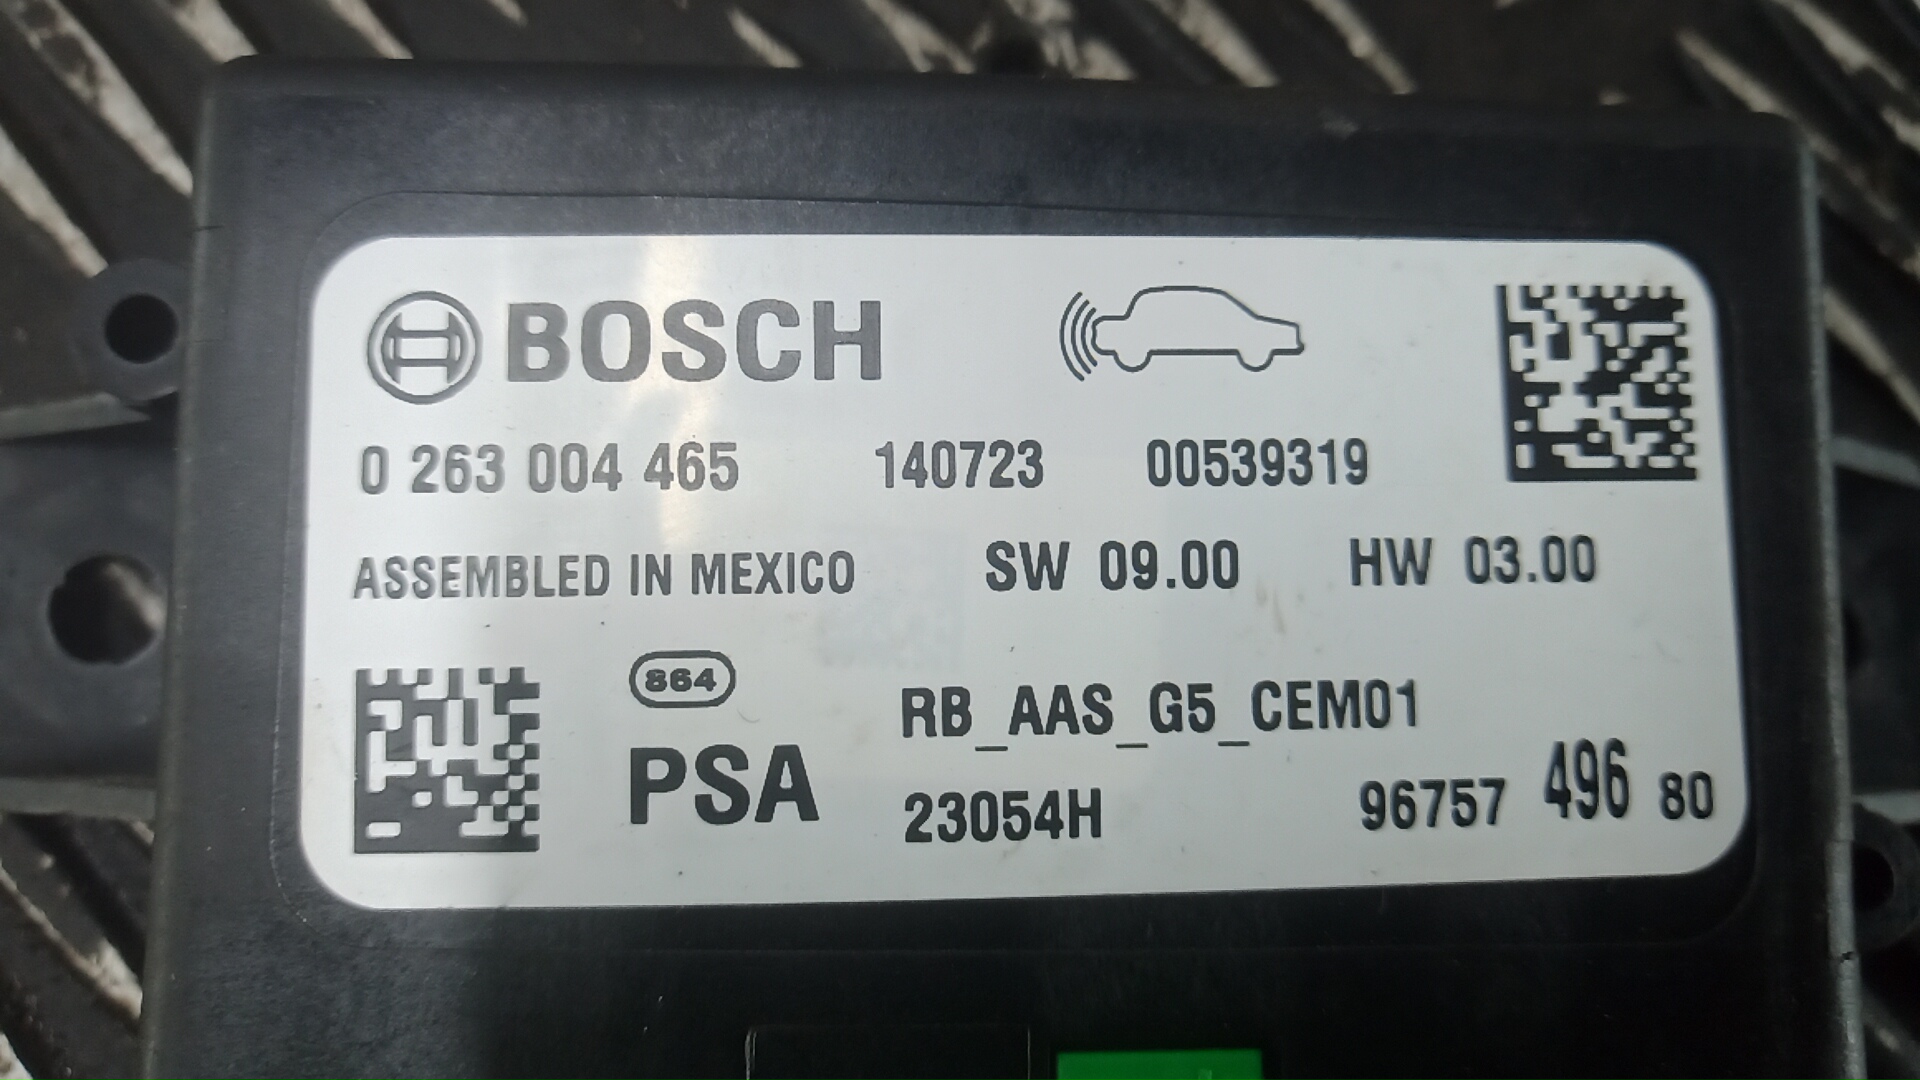 BOSCH
0 263 004 465 140723 00539319
ASSEMBLED IN MEXICO SW 09.00 HW 03.00
864
RB_AAS_G5_CEM01
PSA
23054H 96757 496 80